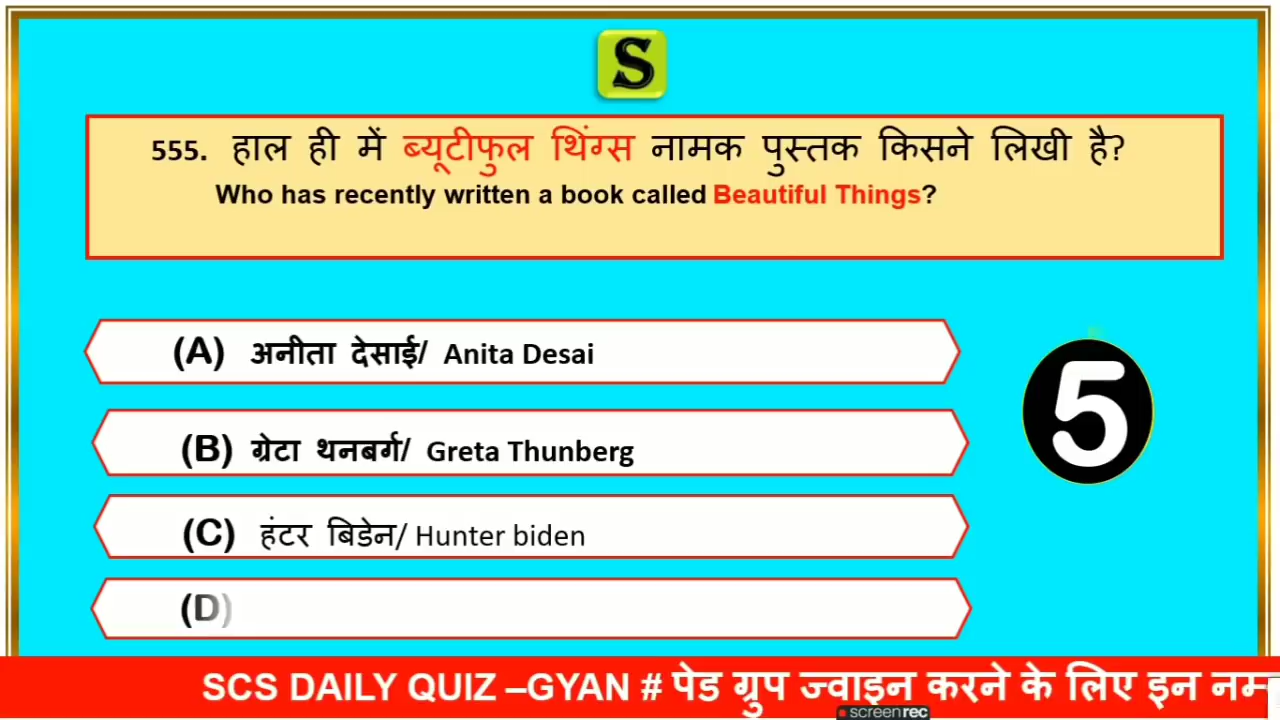 S
555. हाल ही में ब्यूटीफुल थिंग्स नामक पुस्तक किसने लिखी है?
Who has recently written a book called Beautiful Things?
(A) अनीता देसाई/ Anita Desai
5
(B) ग्रेटा थनबर्ग/ Greta Thunberg
(C) हंटर बिडेन/ Hunter biden
(D)
SCS DAILY QUIZ –GYAN # पेड ग्रुप ज्वाइन करने के लिए इन
screenrec